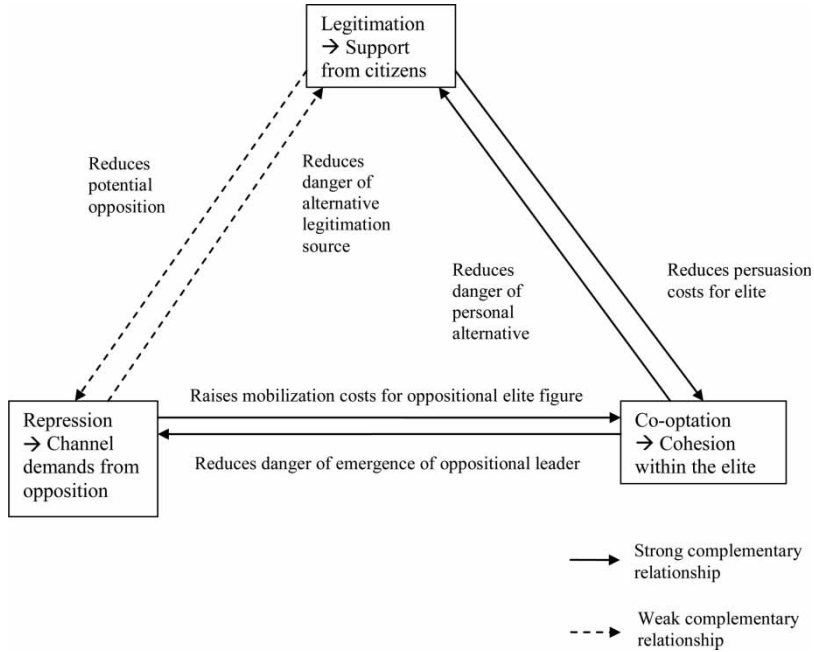 Legitimation
→ Support
from citizens
Reduces
potential
opposition
Reduces
danger of
alternative
legitimation
source
Reduces
danger of
personal
alternative
Reduces persuasion
costs for elite
Raises mobilization costs for oppositional elite figure
Repression
→ Channel
demands from
opposition
Co-optation
→ Cohesion
within the elite
Reduces danger of emergence of oppositional leader
Strong complementary
relationship
Weak complementary
relationship